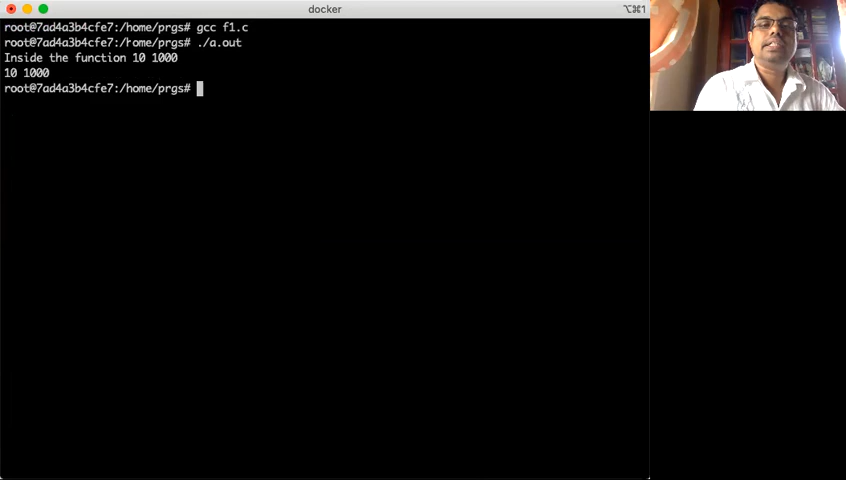 docker
⌥⌘1
root@7ad4a3b4cfe7:/home/prgs# gcc f1.c
root@7ad4a3b4cfe7:/home/prgs# ./a.out
Inside the function 10 1000
10 1000
root@7ad4a3b4cfe7:/home/prgs#